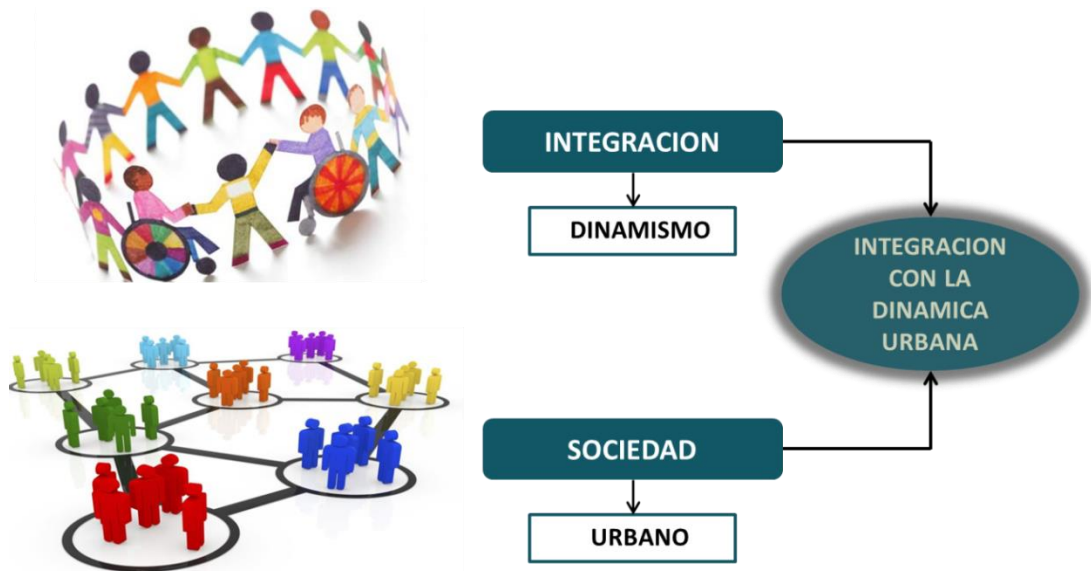 INTEGRACION
DINAMISMO
INTEGRACION
CON LA
DINAMICA
URBANA
SOCIEDAD
URBANO